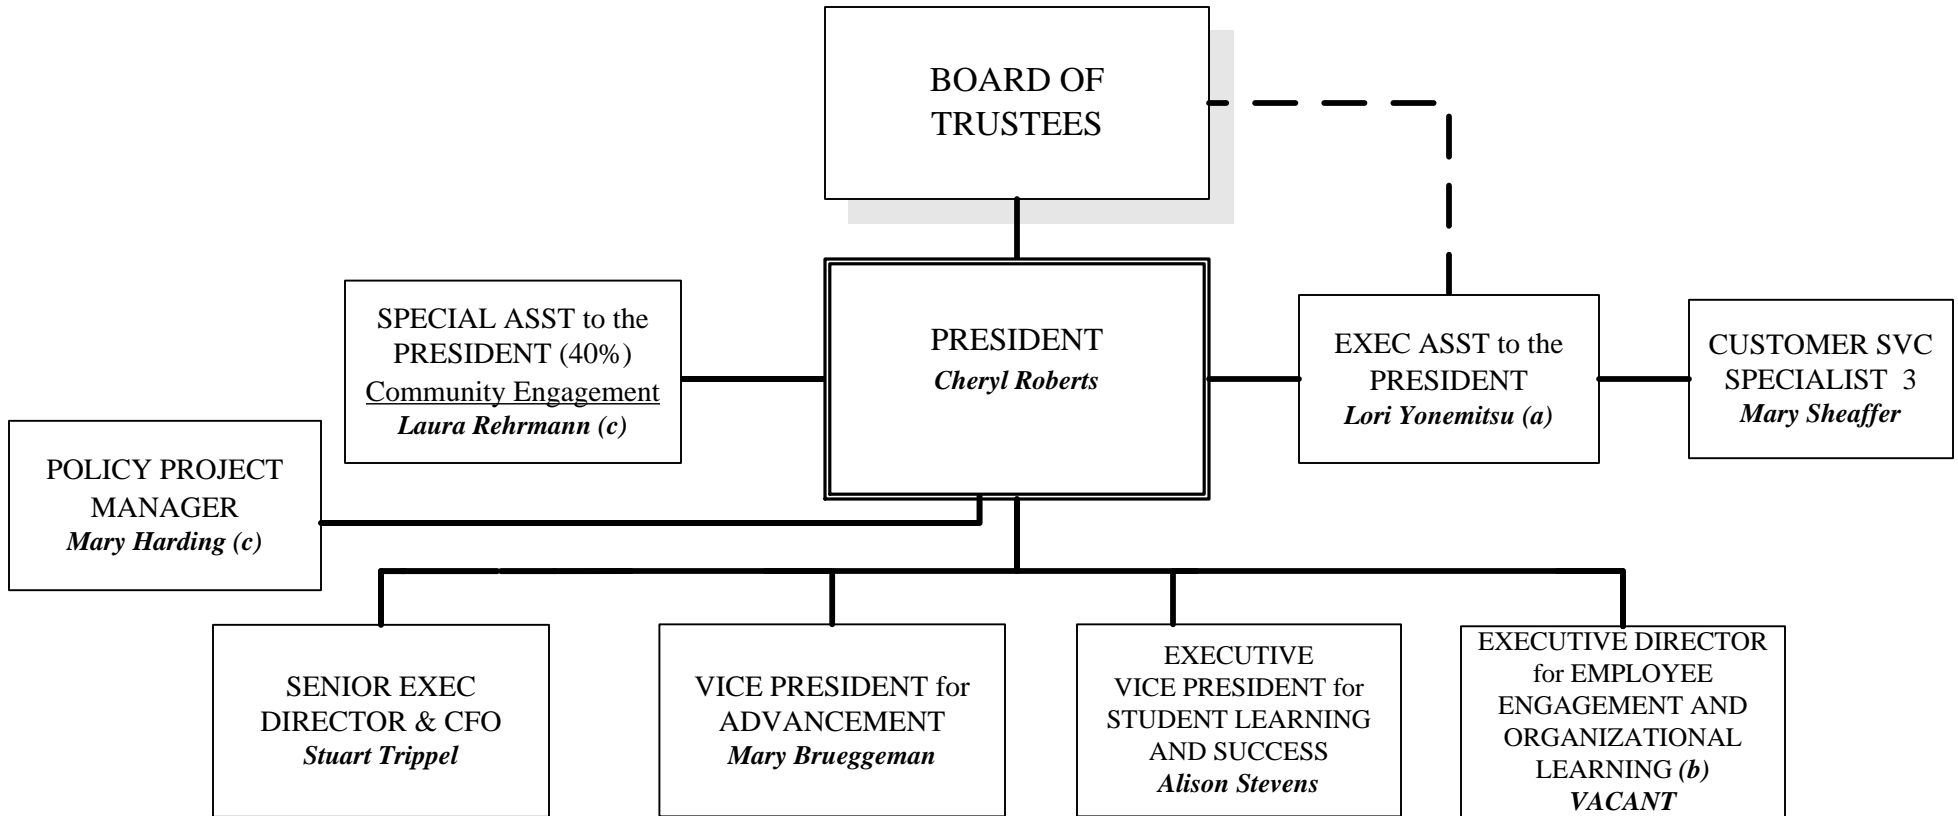 BOARD OF
TRUSTEES
SPECIAL ASST to the
PRESIDENT (40%)
Community Engagement
Laura Rehrmann (c)
PRESIDENT
Cheryl Roberts
EXEC ASST to the
PRESIDENT
Lori Yonemitsu (a)
CUSTOMER SVC
SPECIALIST 3
Mary Sheaffer
POLICY PROJECT
MANAGER
Mary Harding (c)
SENIOR EXEC
DIRECTOR & CFO
Stuart Trippel
VICE PRESIDENT for
ADVANCEMENT
Mary Brueggeman
EXECUTIVE
VICE PRESIDENT for
STUDENT LEARNING
AND SUCCESS
Alison Stevens
EXECUTIVE DIRECTOR
for EMPLOYEE
ENGAGEMENT AND
ORGANIZATIONAL
LEARNING (b)
VACANT